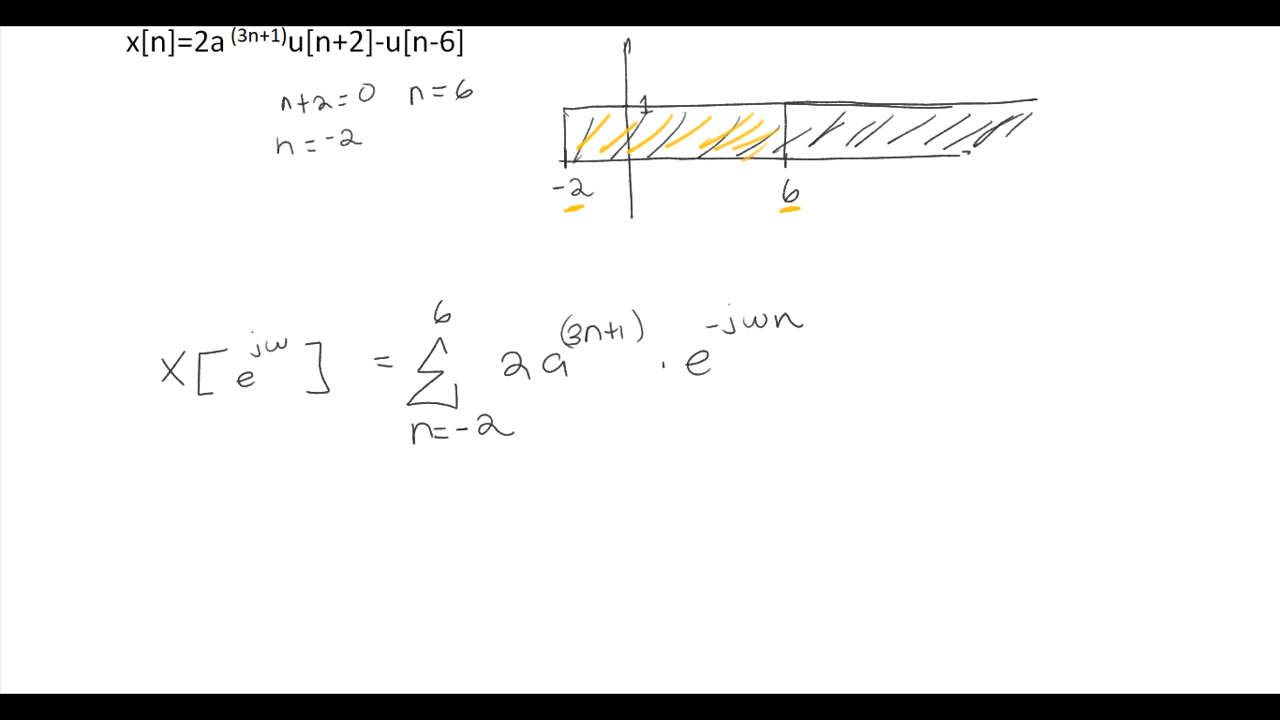 x[n]=2a (3n+1)u[n+2]-u[n-6]
n+2=0 n=6
n=-2
n
1
-2 6
6
X[e^jω] = Σ 2a^(3n+1) · e^-jωn
n=-2